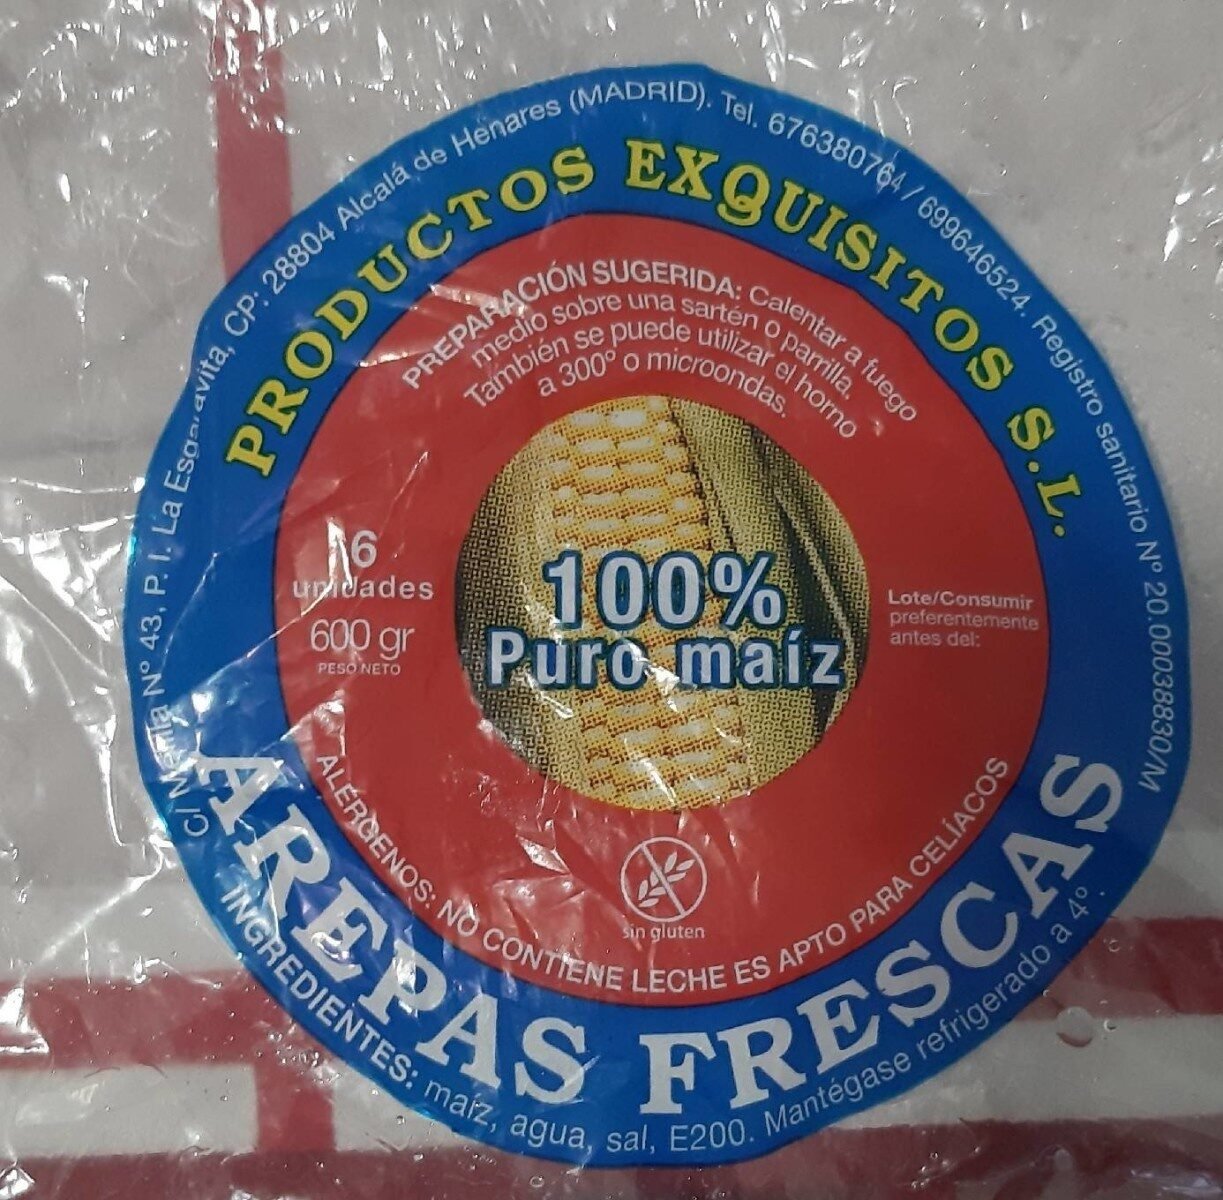 C/ Mérida Nº 43, P. I. La Esgaravita, CP: 28804 Alcalá de Henares (MADRID). Tel. 676380764 / 699646524. Registro sanitario Nº 20.00038830/M
PRODUCTOS EXQUISITOS S.L.
PREPARACIÓN SUGERIDA: Calentar a fuego
medio sobre una sartén o parrilla.
También se puede utilizar el horno
a 300º o microondas.
6
unidades
600 gr
PESO NETO
100%
Puro maíz
Lote/Consumir
preferentemente
antes del:
sin gluten
ALÉRGENOS: NO CONTIENE LECHE ES APTO PARA CELÍACOS
AREPAS FRESCAS
INGREDIENTES: maíz, agua, sal, E200. Mantégase refrigerado a 4º.